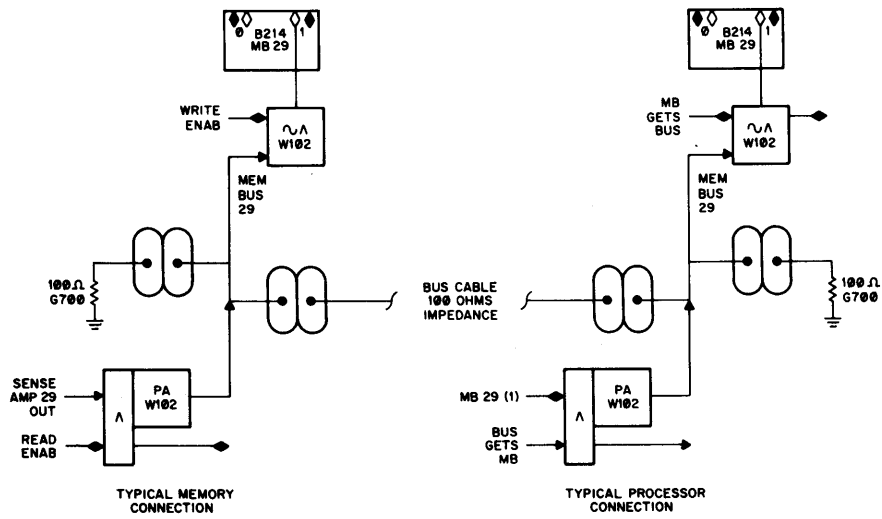 0 B214 1
MB 29
WRITE
ENAB
∿ Λ
W102
MEM
BUS
29
100Ω
G700
SENSE
AMP 29
OUT
READ
ENAB
Λ
PA
W102
TYPICAL MEMORY
CONNECTION
BUS CABLE
100 OHMS
IMPEDANCE
0 B214 1
MB 29
MB
GETS
BUS
∿ Λ
W102
MEM
BUS
29
100Ω
G700
MB 29 (1)
BUS
GETS
MB
Λ
PA
W102
TYPICAL PROCESSOR
CONNECTION